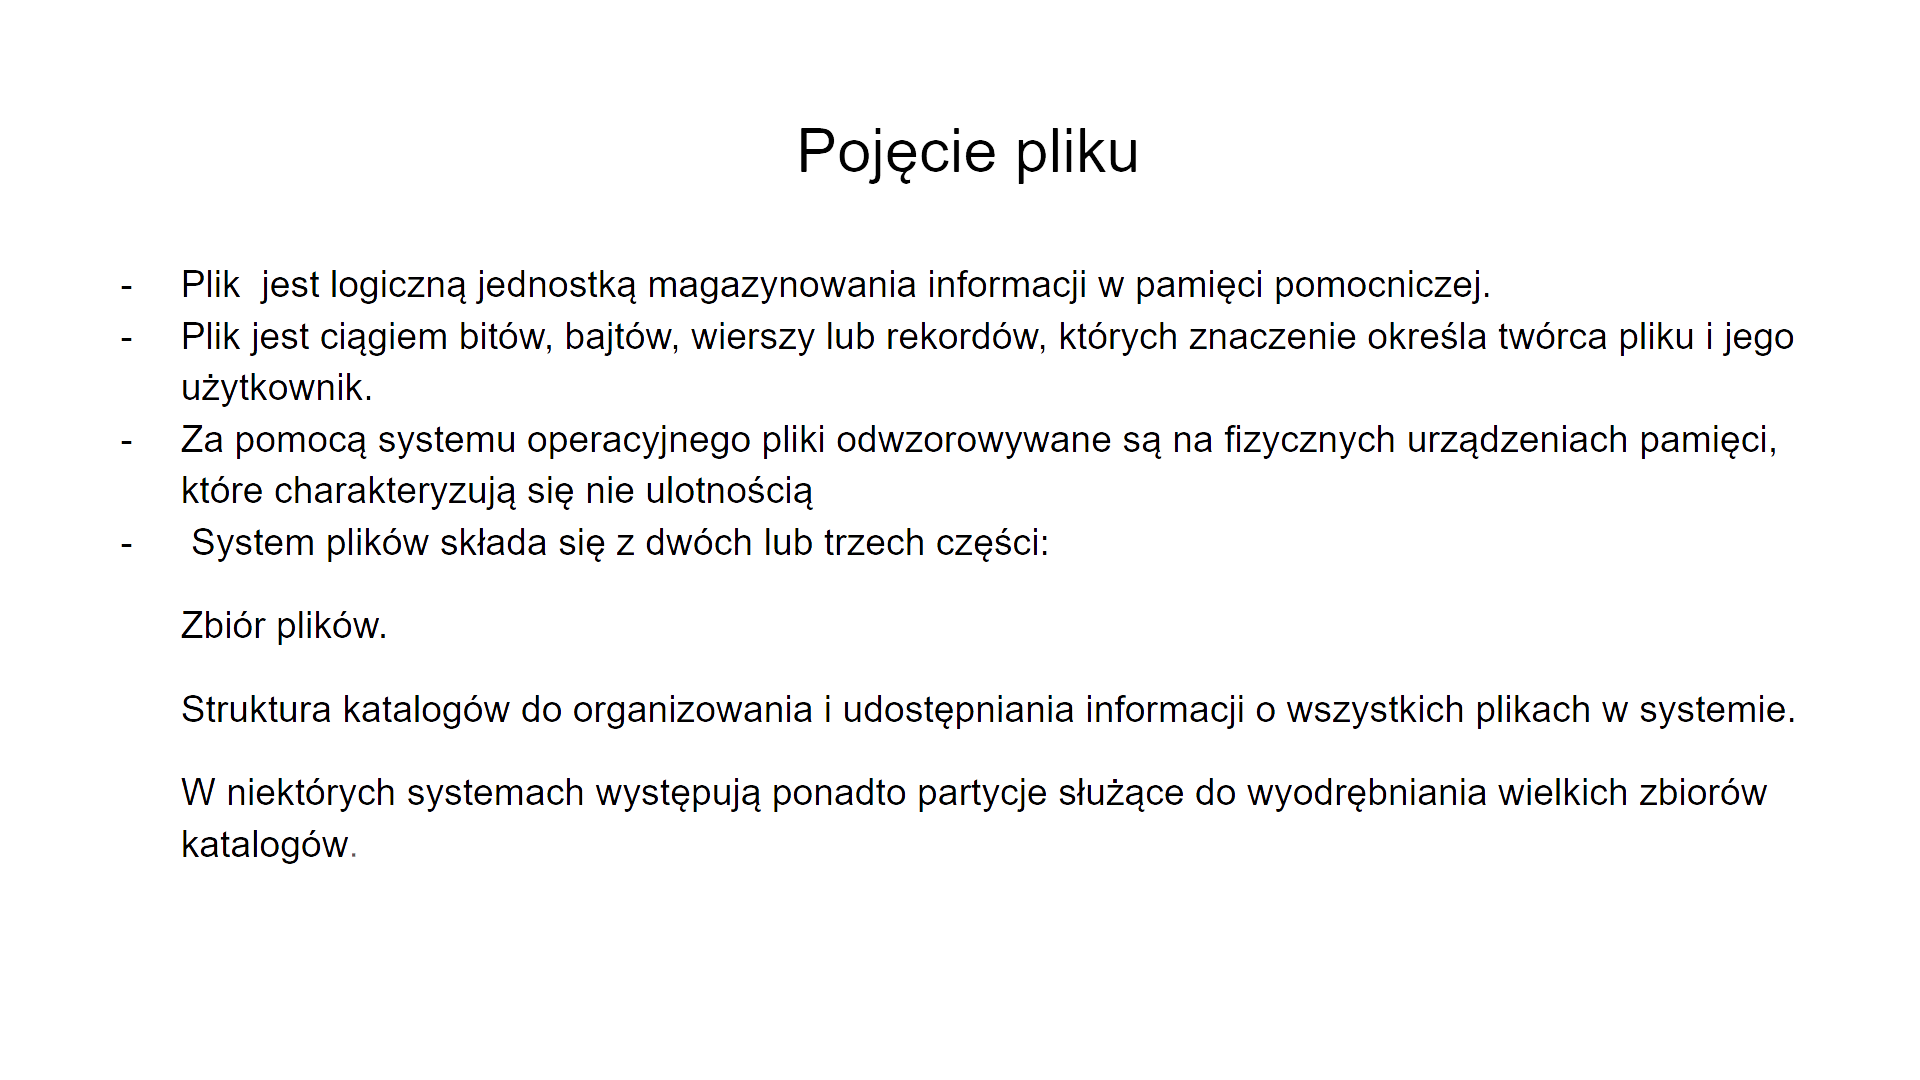 Pojęcie pliku
- Plik  jest logiczną jednostką magazynowania informacji w pamięci pomocniczej.
- Plik jest ciągiem bitów, bajtów, wierszy lub rekordów, których znaczenie określa twórca pliku i jego
użytkownik.
- Za pomocą systemu operacyjnego pliki odwzorowywane są na fizycznych urządzeniach pamięci,
które charakteryzują się nie ulotnością
- System plików składa się z dwóch lub trzech części:
Zbiór plików.
Struktura katalogów do organizowania i udostępniania informacji o wszystkich plikach w systemie.
W niektórych systemach występują ponadto partycje służące do wyodrębniania wielkich zbiorów
katalogów.